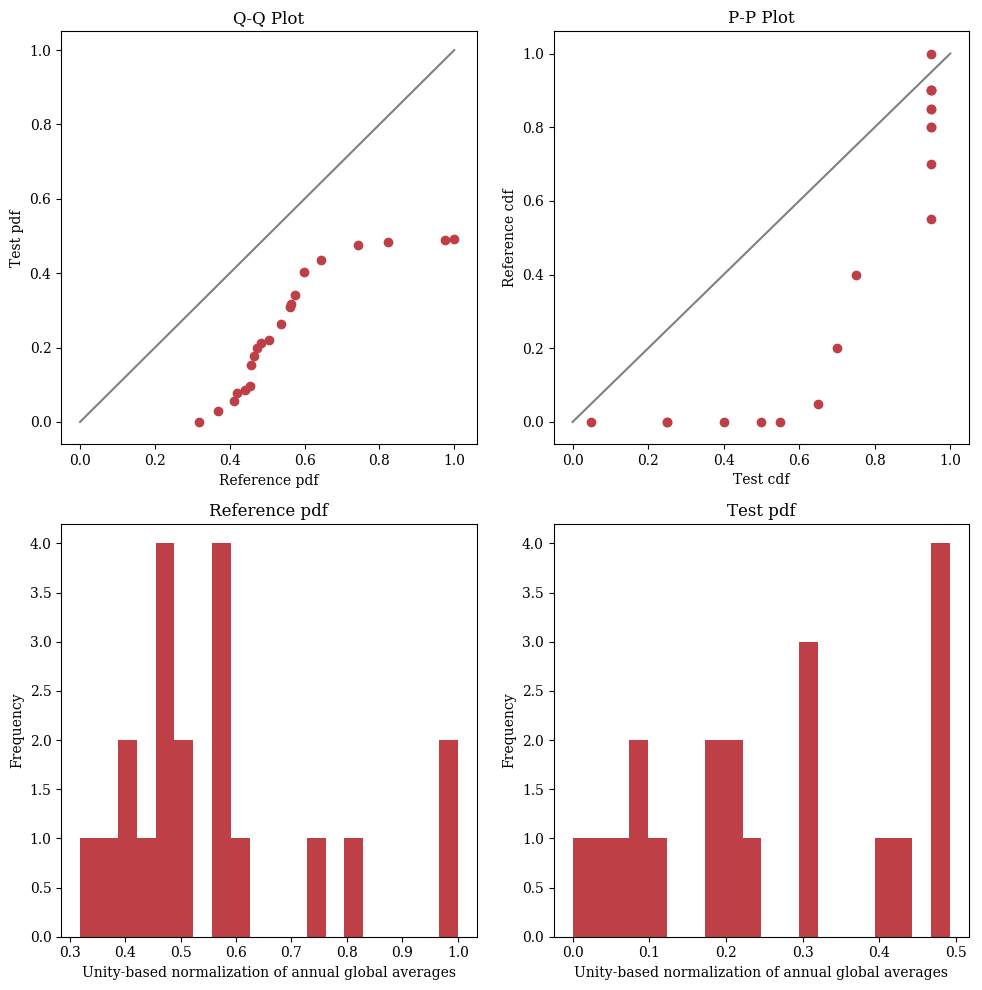 Q-Q Plot
1.0
0.8
0.6
0.4
0.2
0.0
Test pdf
0.0 0.2 0.4 0.6 0.8 1.0
Reference pdf
P-P Plot
1.0
0.8
0.6
0.4
0.2
0.0
Reference cdf
0.0 0.2 0.4 0.6 0.8 1.0
Test cdf
Reference pdf
4.0
3.5
3.0
2.5
2.0
1.5
1.0
0.5
0.0
Frequency
0.3 0.4 0.5 0.6 0.7 0.8 0.9 1.0
Unity-based normalization of annual global averages
Test pdf
4.0
3.5
3.0
2.5
2.0
1.5
1.0
0.5
0.0
Frequency
0.0 0.1 0.2 0.3 0.4 0.5
Unity-based normalization of annual global averages